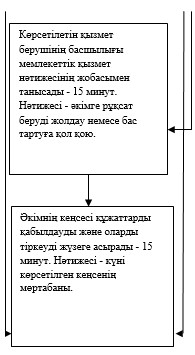 Көрсетілетін қызмет
берушінің басшылығы
мемлекеттік қызмет
нәтижесінің жобасымен
танысады - 15 минут.
Нәтижесі - әкімге рұқсат
беруді жолдау немесе бас
тартуға қол қою.
Әкімнің кеңсесі құжаттарды
қабылдауды және оларды
тіркеуді жүзеге асырады - 15
минут. Нәтижесі - күні
көрсетілген кеңсенің
мөртабаны.